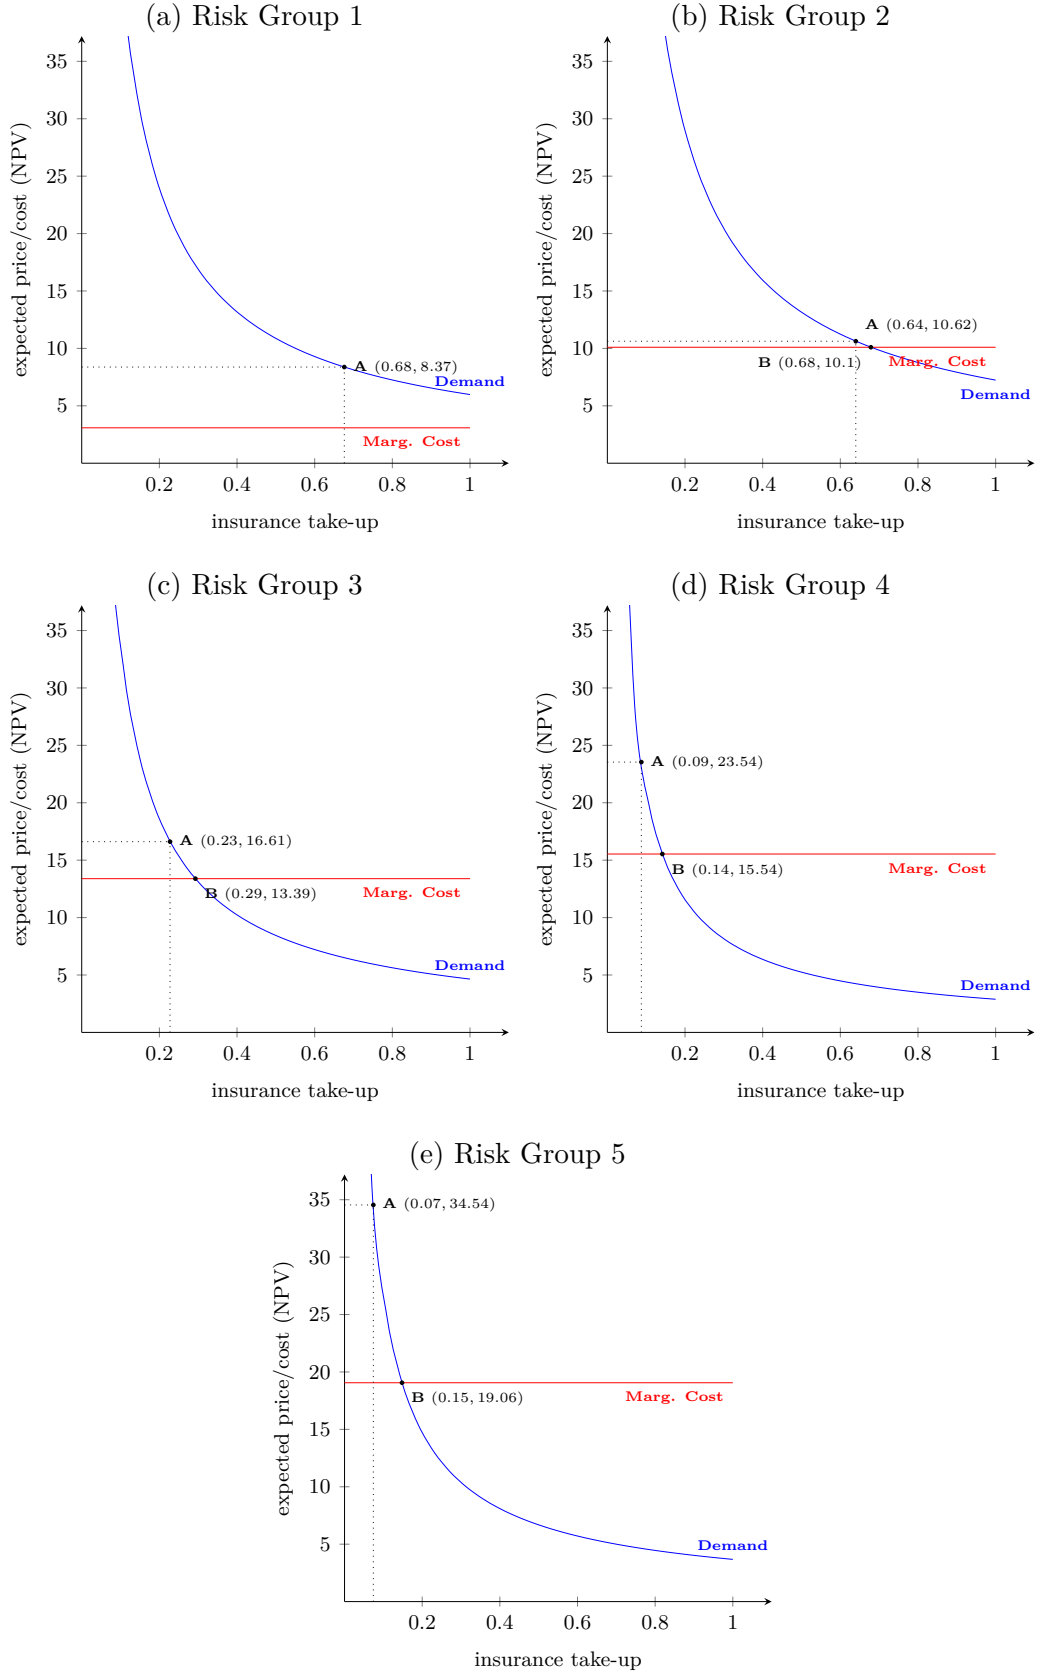 (a) Risk Group 1
expected price/cost (NPV)
35
30
25
20
15
10
5
A (0.68, 8.37)
Demand
Marg. Cost
0.2 0.4 0.6 0.8 1
insurance take-up
(b) Risk Group 2
expected price/cost (NPV)
35
30
25
20
15
10
5
A (0.64, 10.62)
B (0.68, 10.1)
Marg. Cost
Demand
0.2 0.4 0.6 0.8 1
insurance take-up
(c) Risk Group 3
expected price/cost (NPV)
35
30
25
20
15
10
5
A (0.23, 16.61)
B (0.29, 13.39)
Marg. Cost
Demand
0.2 0.4 0.6 0.8 1
insurance take-up
(d) Risk Group 4
expected price/cost (NPV)
35
30
25
20
15
10
5
A (0.09, 23.54)
B (0.14, 15.54)
Marg. Cost
Demand
0.2 0.4 0.6 0.8 1
insurance take-up
(e) Risk Group 5
expected price/cost (NPV)
35
30
25
20
15
10
5
A (0.07, 34.54)
B (0.15, 19.06)
Marg. Cost
Demand
0.2 0.4 0.6 0.8 1
insurance take-up